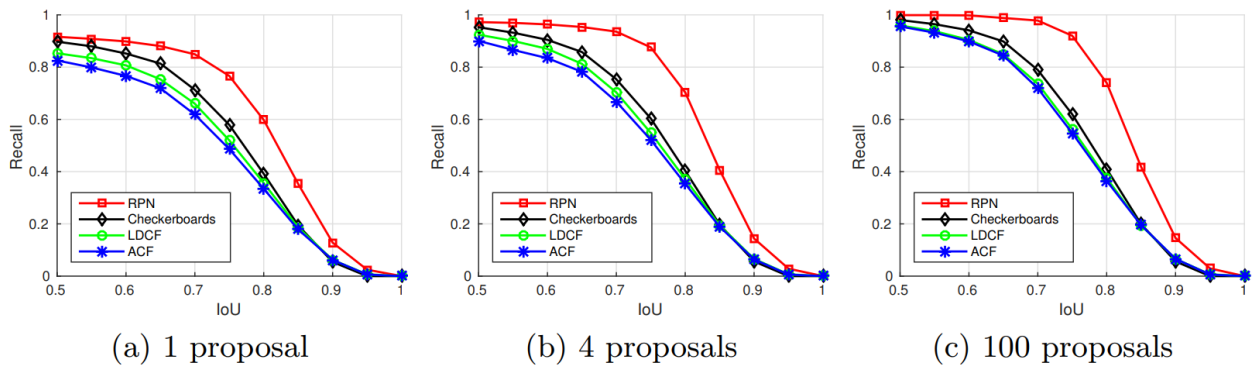 1
0.8
0.6
0.4
0.2
0
Recall
RPN
Checkerboards
LDCF
ACF
0.5 0.6 0.7 0.8 0.9 1
IoU
(a) 1 proposal
1
0.8
0.6
0.4
0.2
0
Recall
RPN
Checkerboards
LDCF
ACF
0.5 0.6 0.7 0.8 0.9 1
IoU
(b) 4 proposals
1
0.8
0.6
0.4
0.2
0
Recall
RPN
Checkerboards
LDCF
ACF
0.5 0.6 0.7 0.8 0.9 1
IoU
(c) 100 proposals